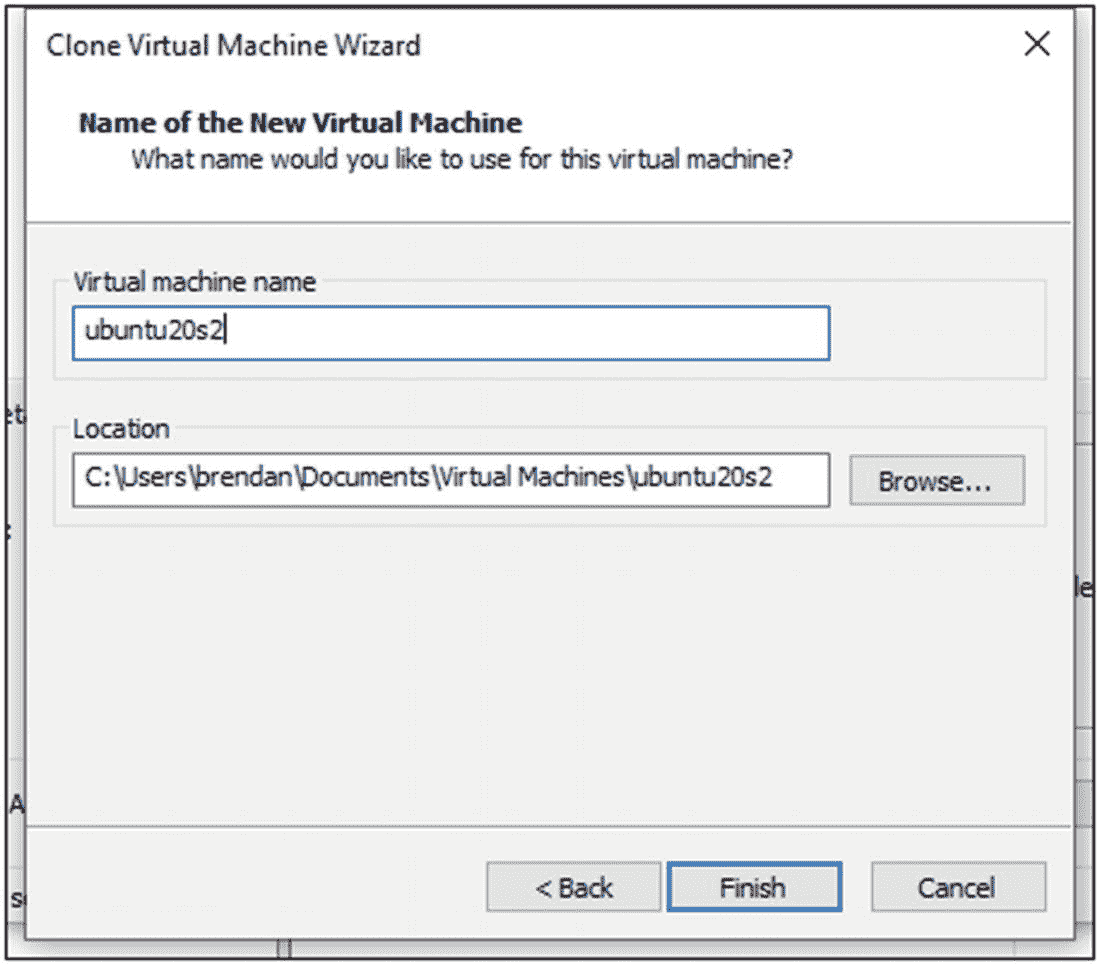 Clone Virtual Machine Wizard
Name of the New Virtual Machine
What name would you like to use for this virtual machine?
Virtual machine name
ubuntu20s2
Location
C:\Users\brendan\Documents\Virtual Machines\ubuntu20s2
Browse...
< Back
Finish
Cancel